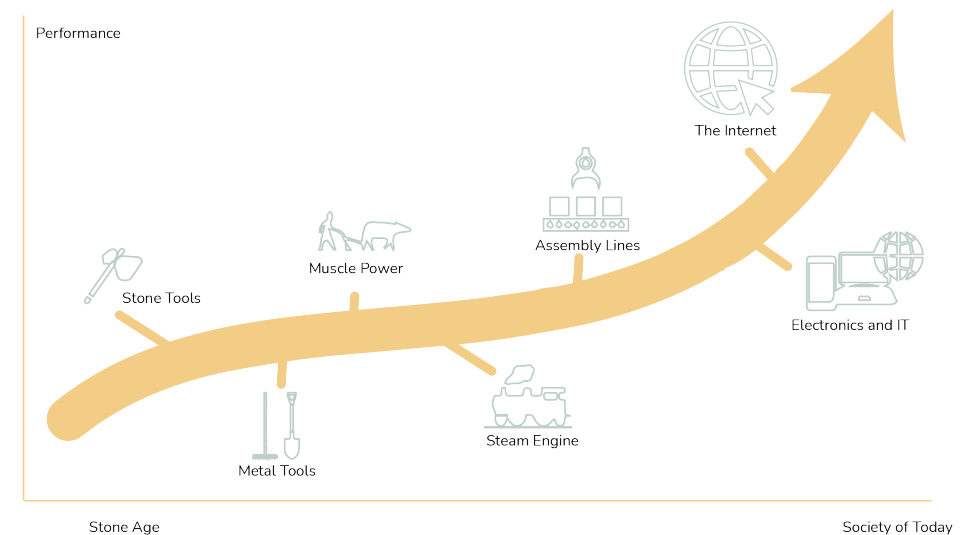 Performance
The Internet
Assembly Lines
Muscle Power
Stone Tools
Electronics and IT
Steam Engine
Metal Tools
Stone Age
Society of Today